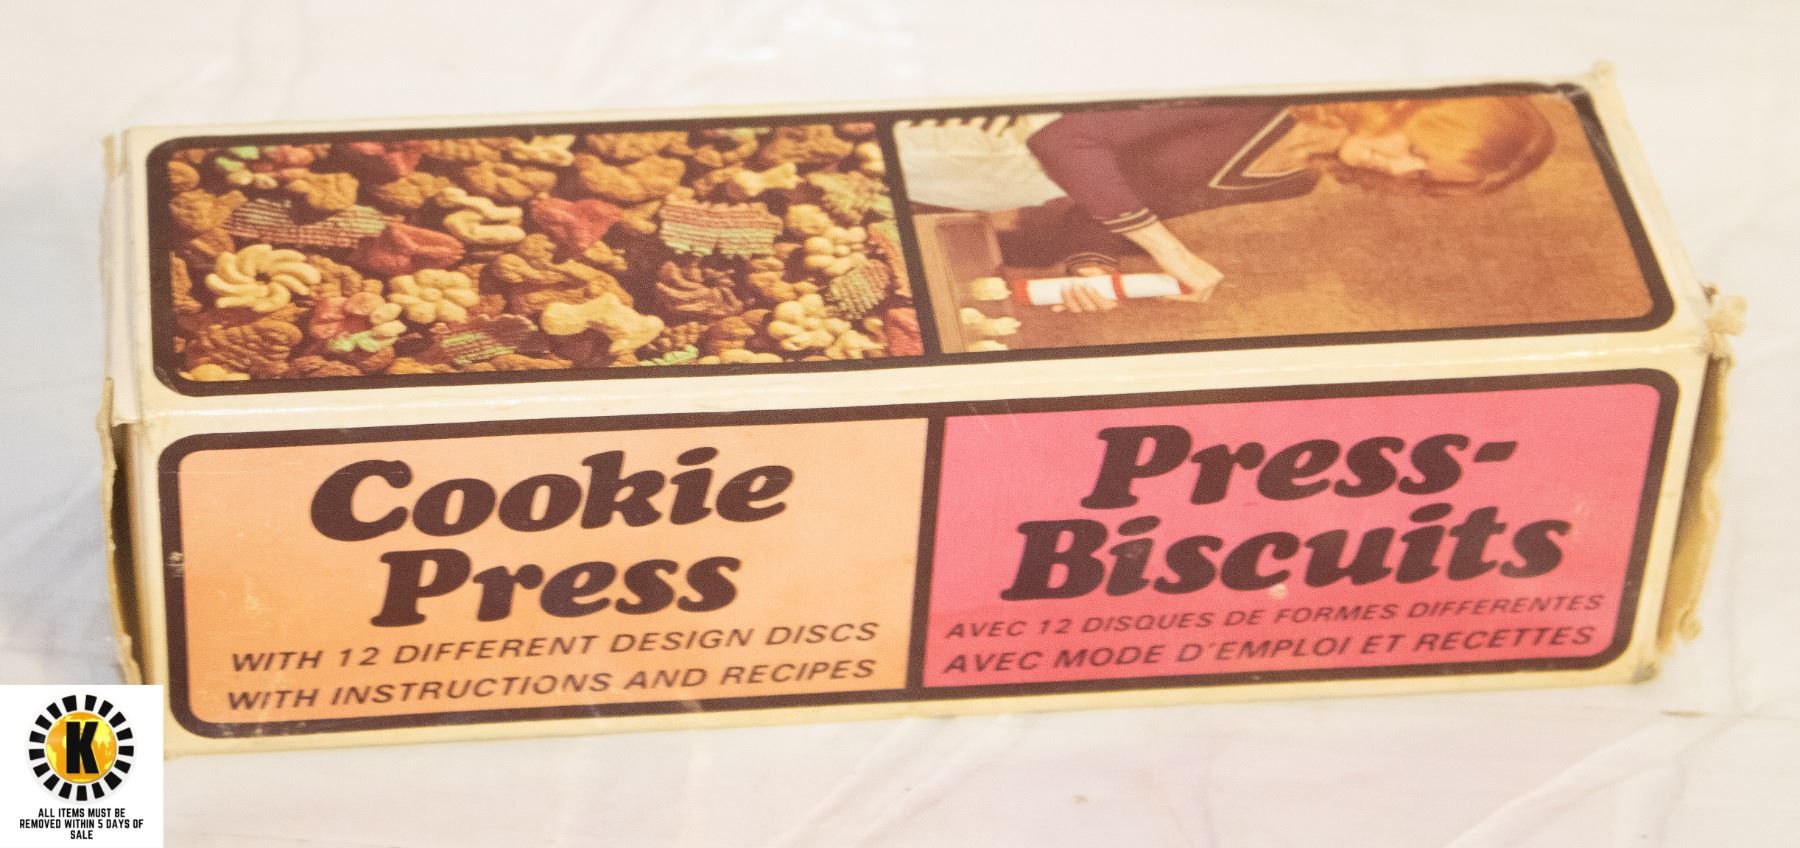 Cookie
Press
WITH 12 DIFFERENT DESIGN DISCS
WITH INSTRUCTIONS AND RECIPES
Press-
Biscuits
AVEC 12 DISQUES DE FORMES DIFFERENTES
AVEC MODE D'EMPLOI ET RECETTES
K
ALL ITEMS MUST BE
REMOVED WITHIN 5 DAYS OF
SALE